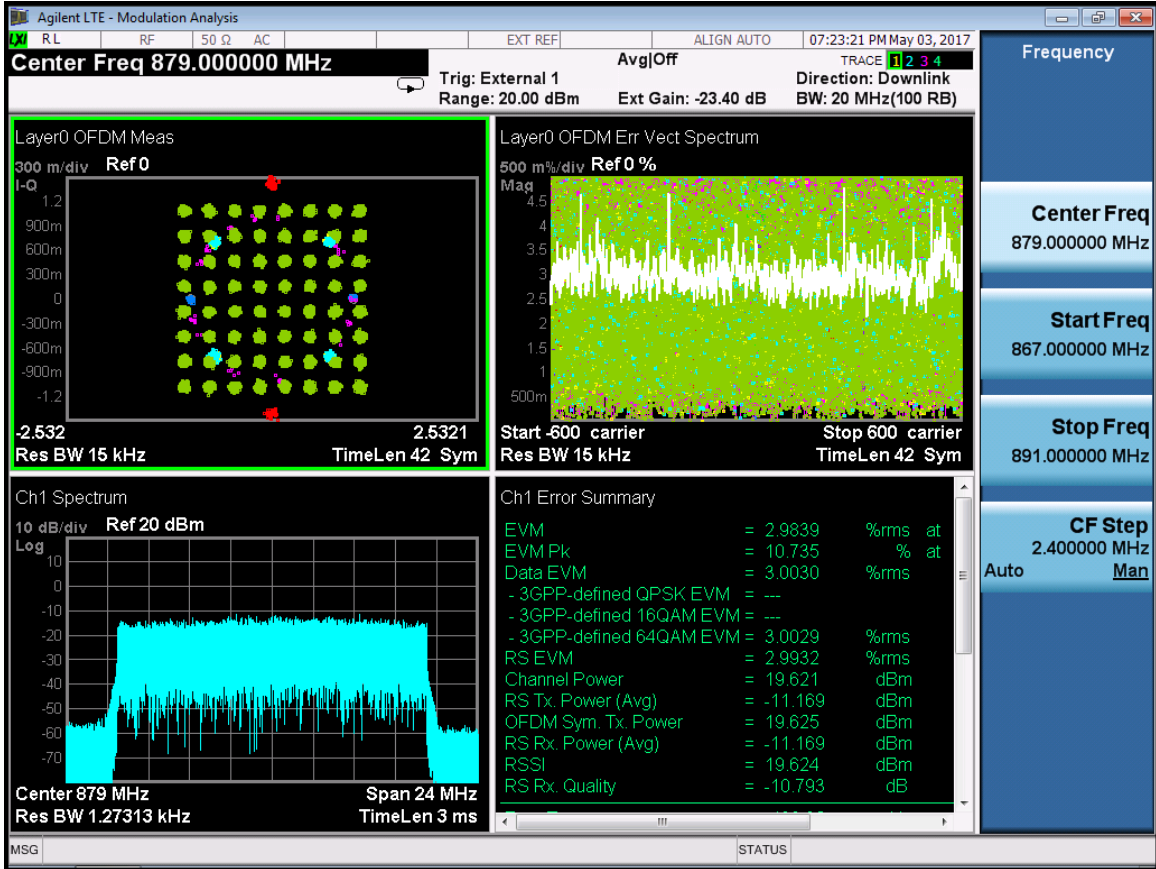 Agilent LTE - Modulation Analysis
LXI RL RF 50 Ω AC EXT REF ALIGN AUTO 07:23:21 PM May 03, 2017
Center Freq 879.000000 MHz
Avg|Off
TRACE 1 2 3 4
Trig: External 1
Direction: Downlink
Range: 20.00 dBm Ext Gain: -23.40 dB BW: 20 MHz(100 RB)
Layer0 OFDM Meas
300 m/div Ref 0
I-Q
1.2
900m
600m
300m
0
-300m
-600m
-900m
-1.2
-2.532 2.5321
Res BW 15 kHz TimeLen 42 Sym
Layer0 OFDM Err Vect Spectrum
500 m%/div Ref 0 %
Mag
4.5
4
3.5
3
2.5
2
1.5
1
500m
Start -600 carrier Stop 600 carrier
Res BW 15 kHz TimeLen 42 Sym
Ch1 Spectrum
10 dB/div Ref 20 dBm
Log
10
0
-10
-20
-30
-40
-50
-60
-70
Center 879 MHz Span 24 MHz
Res BW 1.27313 kHz TimeLen 3 ms
Ch1 Error Summary
EVM = 2.9839 %rms at
EVM Pk = 10.735 % at
Data EVM = 3.0030 %rms
- 3GPP-defined QPSK EVM = ---
- 3GPP-defined 16QAM EVM = ---
- 3GPP-defined 64QAM EVM = 3.0029 %rms
RS EVM = 2.9932 %rms
Channel Power = 19.621 dBm
RS Tx. Power (Avg) = -11.169 dBm
OFDM Sym. Tx. Power = 19.625 dBm
RS Rx. Power (Avg) = -11.169 dBm
RSSI = 19.624 dBm
RS Rx. Quality = -10.793 dB
Frequency
Center Freq
879.000000 MHz
Start Freq
867.000000 MHz
Stop Freq
891.000000 MHz
CF Step
2.400000 MHz
Auto Man
MSG STATUS